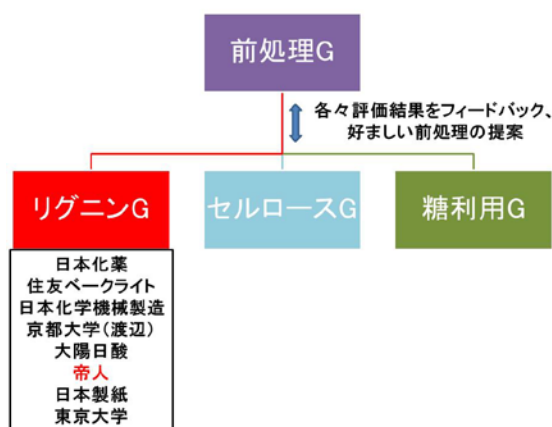 前処理G
各々評価結果をフィードバック、
好ましい前処理の提案
リグニンG
セルロースG
糖利用G
日本化薬
住友ベークライト
日本化学機械製造
京都大学(渡辺)
大陽日酸
帝人
日本製紙
東京大学